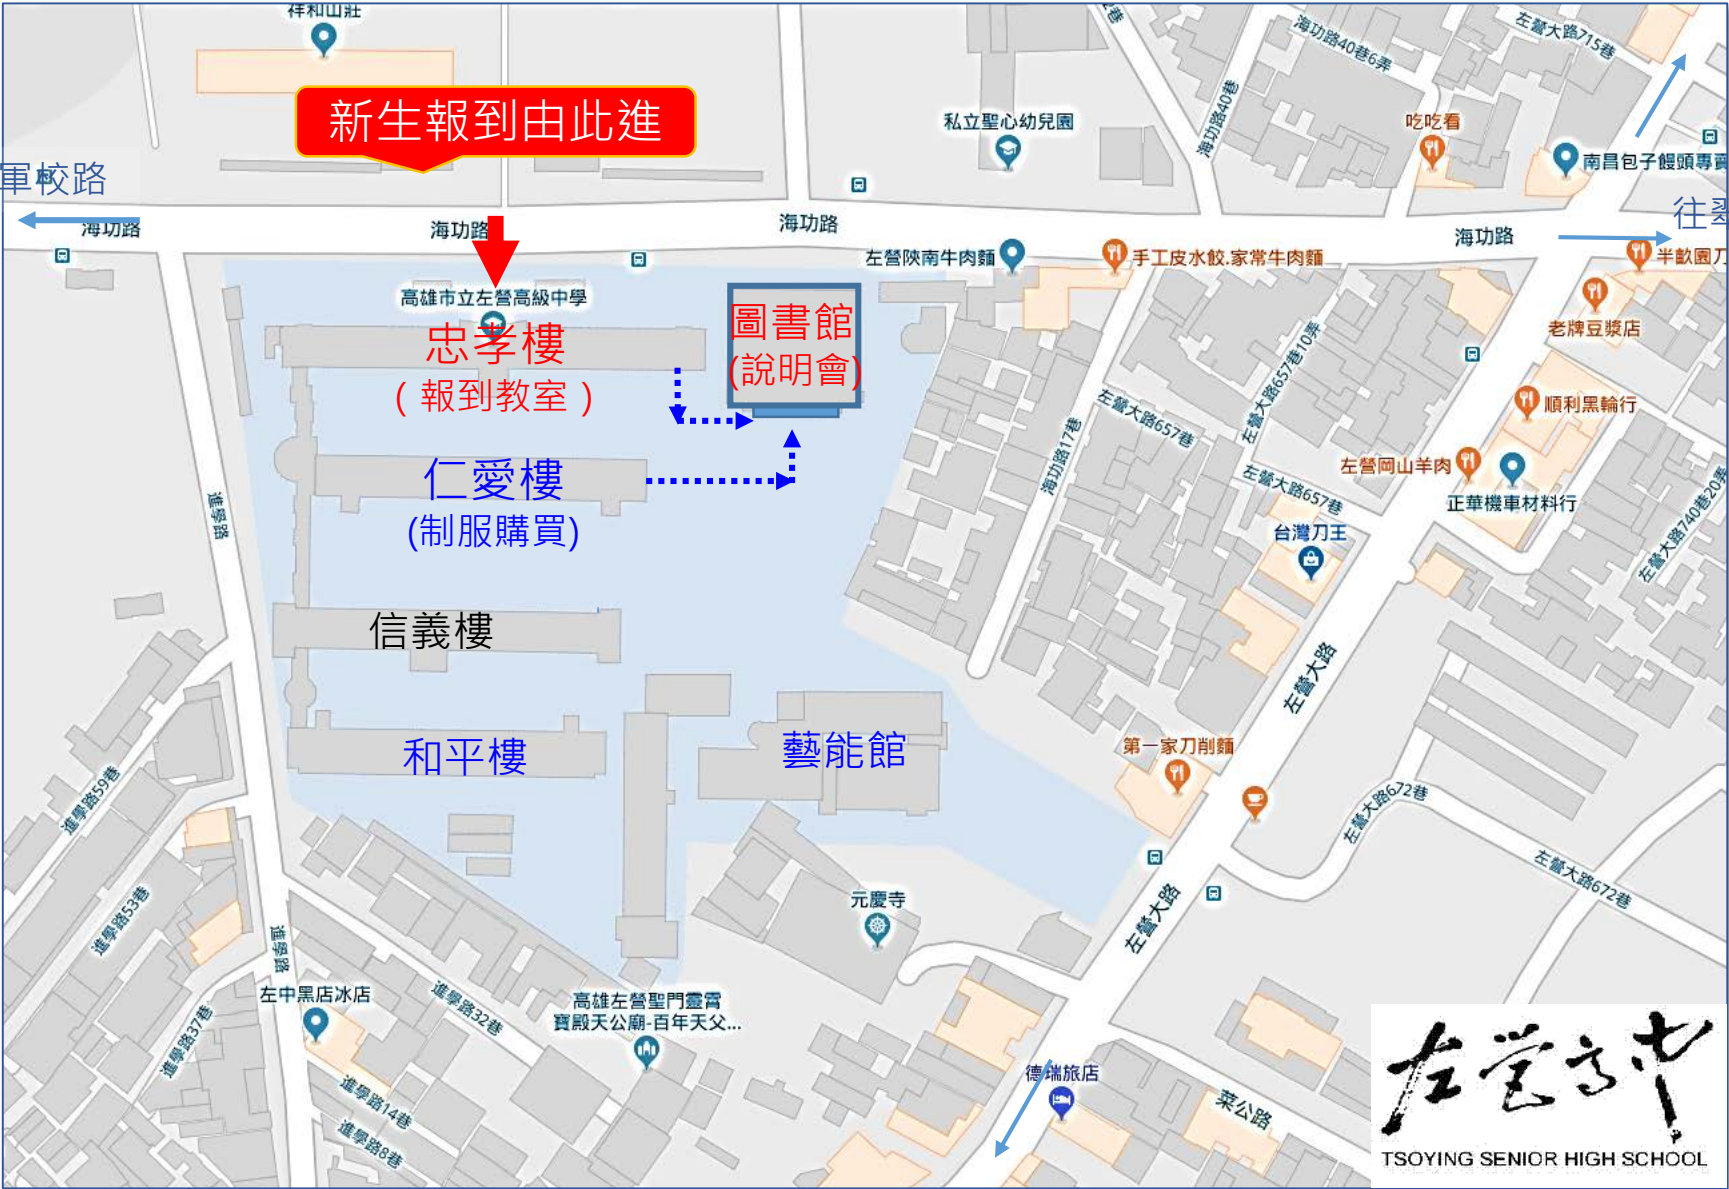 祥和山莊
新生報到由此進
私立聖心幼兒園
海功路40巷6弄
左營大路715巷
海功路40巷
吃吃看
南昌包子饅頭專賣
軍校路
往翠
海功路
海功路
海功路
海功路
左營陝南牛肉麵
手工皮水餃.家常牛肉麵
半畝園刀
高雄市立左營高級中學
忠孝樓
(報到教室)
圖書館
(說明會)
老牌豆漿店
左營大路657巷10弄
順利黑輪行
左營大路657巷
海功路17巷
仁愛樓
(制服購買)
左營岡山羊肉
左營大路657巷
正華機車材料行
左營大路740巷20弄
進學路
台灣刀王
信義樓
左營大路
和平樓
藝能館
第一家刀削麵
進學路59巷
左營大路672巷
左營大路672巷
進學路53巷
元慶寺
左營大路
進學路
左中黑店冰店
進學路32巷
高雄左營聖門靈霄
寶殿天公廟-百年天父...
進學路37巷
德瑞旅店
進學路14巷
進學路8巷
菜公路
左營高中
TSOYING SENIOR HIGH SCHOOL